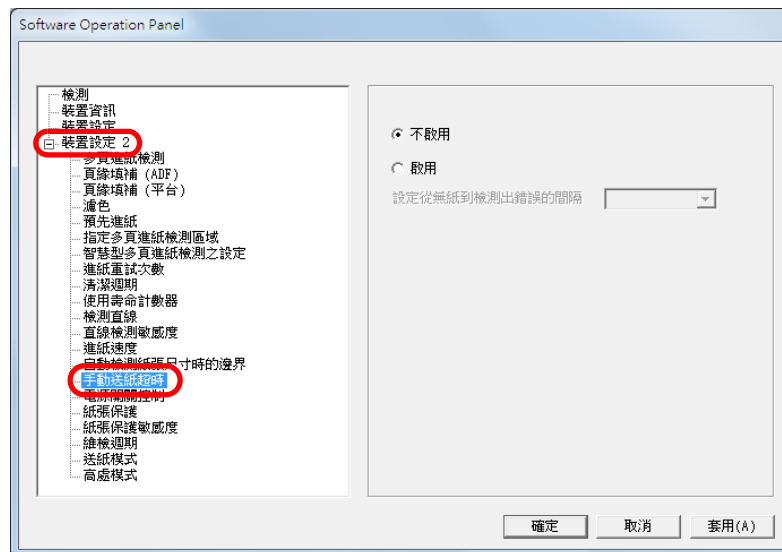 Software Operation Panel
檢測
裝置資訊
裝置設定
裝置設定 2
多頁進紙檢測
頁緣填補 (ADF)
頁緣填補 (平台)
濾色
預先進紙
指定多頁進紙檢測區域
智慧型多頁進紙檢測之設定
進紙重試次數
清潔週期
使用壽命計數器
檢測直線
直線檢測敏感度
進紙速度
自動檢測紙張尺寸時的邊界
手動送紙超時
電源開關控制
紙張保護
紙張保護敏感度
維檢週期
送紙模式
高處模式
不啟用
啟用
設定從無紙到檢測出錯誤的間隔
確定
取消
套用(A)